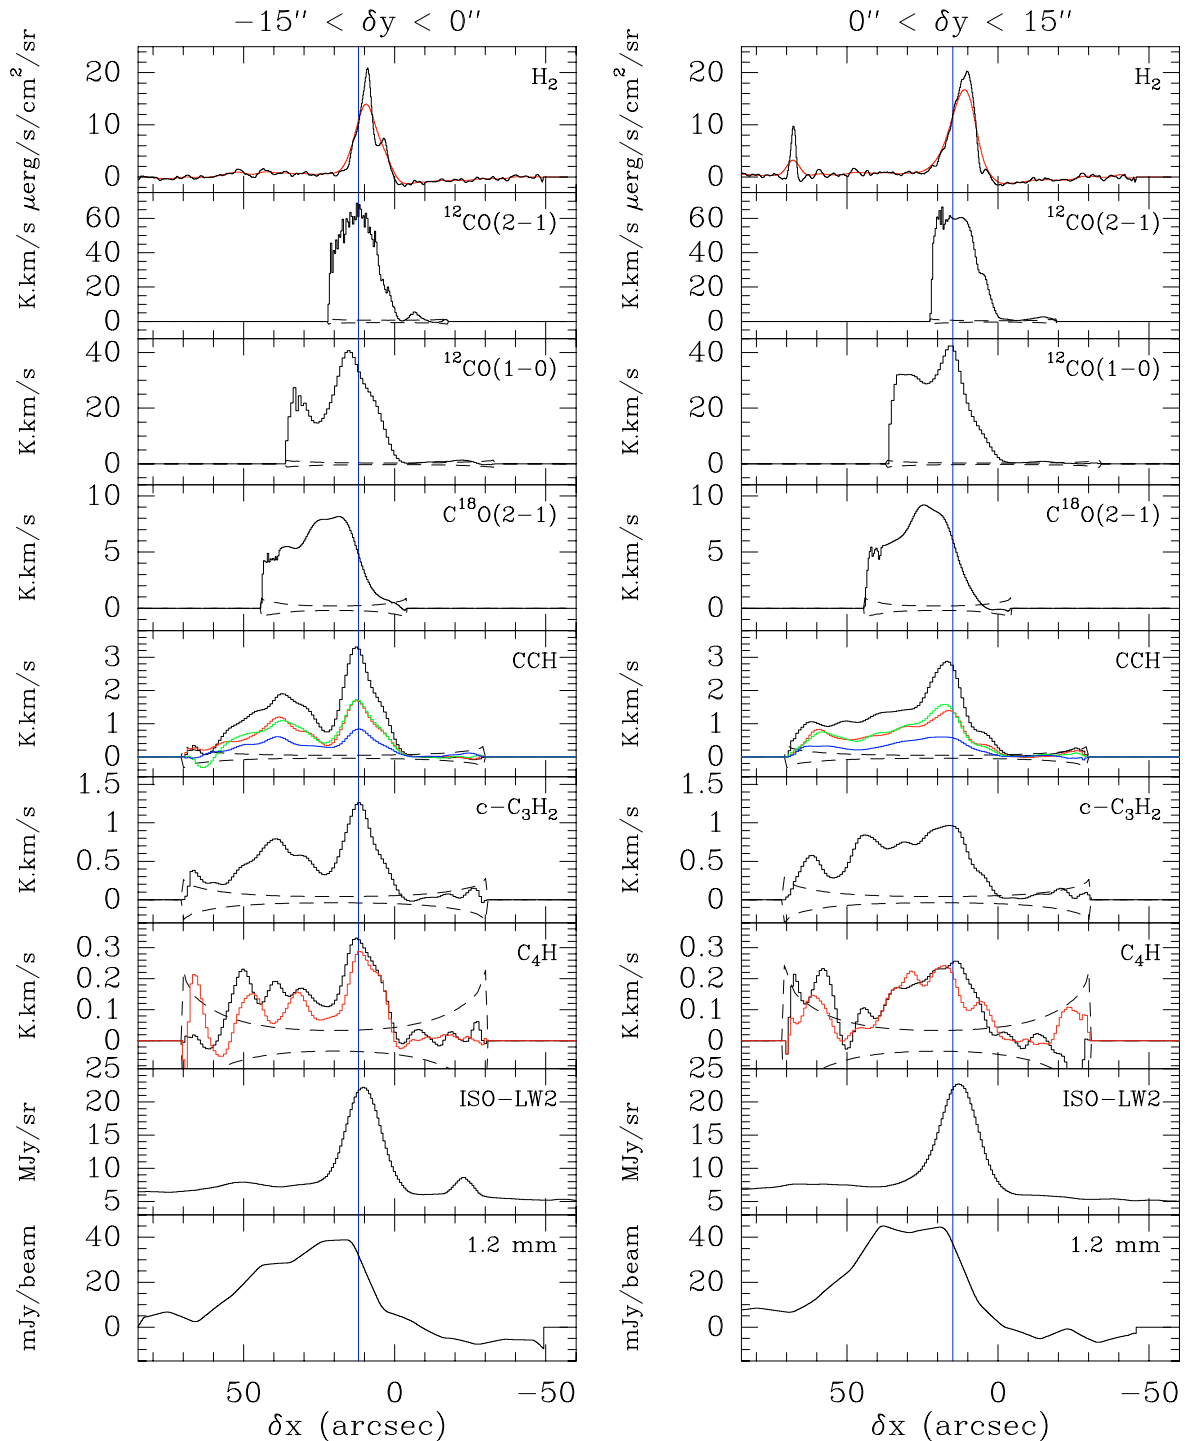 −15″ < δy < 0″
0″ < δy < 15″
μerg/s/cm²/sr
20
10
0
H₂
μerg/s/cm²/sr
20
10
0
H₂
K.km/s
60
40
20
0
¹²CO(2−1)
K.km/s
60
40
20
0
¹²CO(2−1)
K.km/s
40
20
0
¹²CO(1−0)
K.km/s
40
20
0
¹²CO(1−0)
K.km/s
10
5
0
C¹⁸O(2−1)
K.km/s
10
5
0
C¹⁸O(2−1)
K.km/s
3
2
1
0
CCH
K.km/s
3
2
1
0
CCH
K.km/s
1.5
1
0.5
0
c−C₃H₂
K.km/s
1.5
1
0.5
0
c−C₃H₂
K.km/s
0.3
0.2
0.1
0
C₄H
K.km/s
0.3
0.2
0.1
0
C₄H
MJy/sr
25
20
15
10
5
ISO−LW2
MJy/sr
25
20
15
10
5
ISO−LW2
mJy/beam
40
20
0
1.2 mm
mJy/beam
40
20
0
1.2 mm
50 0 −50
50 0 −50
δx (arcsec)
δx (arcsec)